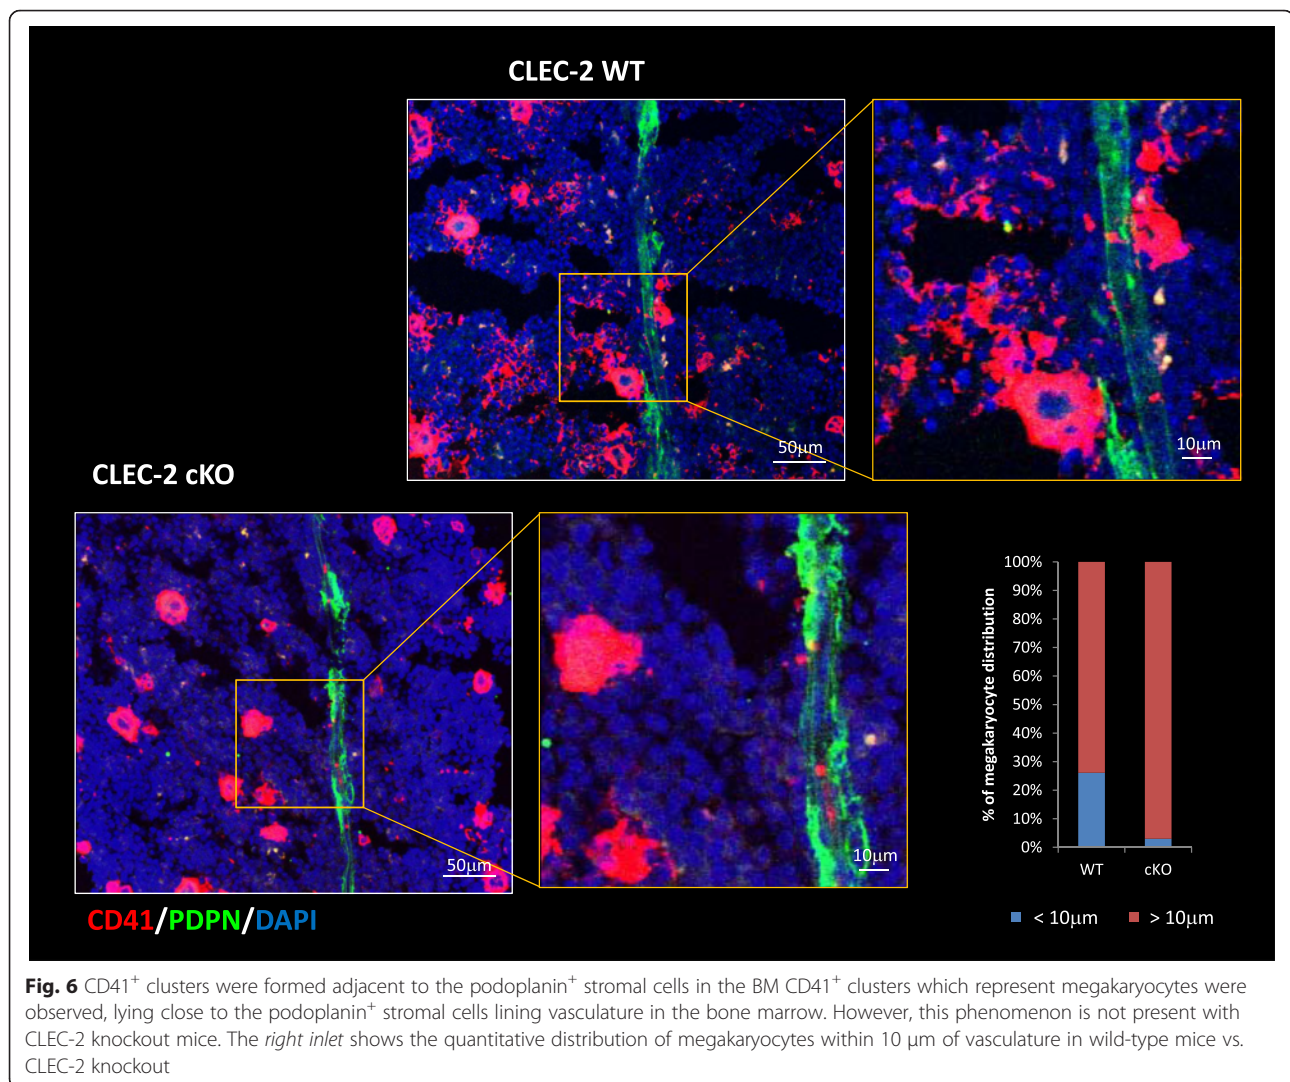 CLEC-2 WT
50µm
10µm
CLEC-2 cKO
50µm
10µm
CD41/PDPN/DAPI
% of megakaryocyte distribution
100%
90%
80%
70%
60%
50%
40%
30%
20%
10%
0%
WT cKO
< 10µm > 10µm
Fig. 6 CD41⁺ clusters were formed adjacent to the podoplanin⁺ stromal cells in the BM CD41⁺ clusters which represent megakaryocytes were
observed, lying close to the podoplanin⁺ stromal cells lining vasculature in the bone marrow. However, this phenomenon is not present with
CLEC-2 knockout mice. The right inlet shows the quantitative distribution of megakaryocytes within 10 µm of vasculature in wild-type mice vs.
CLEC-2 knockout